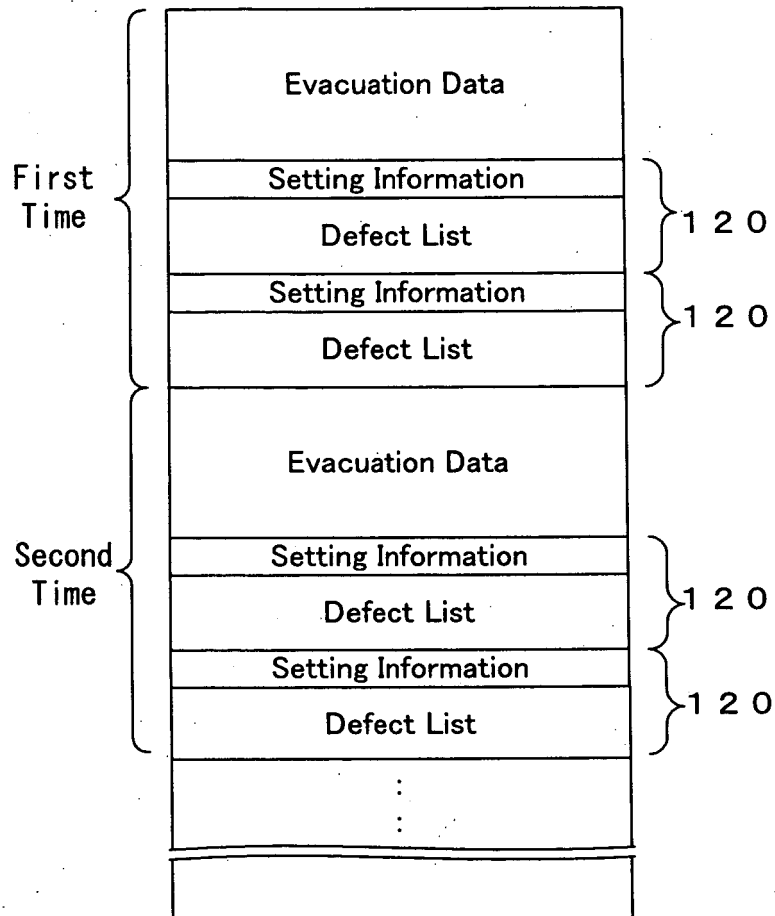 Evacuation Data
First
Time
Setting Information
Defect List
120
Setting Information
Defect List
120
Evacuation Data
Second
Time
Setting Information
Defect List
120
Setting Information
Defect List
120